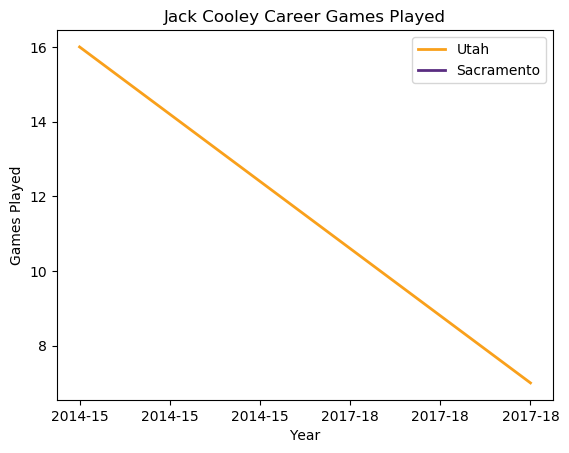 Jack Cooley Career Games Played
Utah
Sacramento
16
14
12
10
8
Games Played
2014-15 2014-15 2014-15 2017-18 2017-18 2017-18
Year